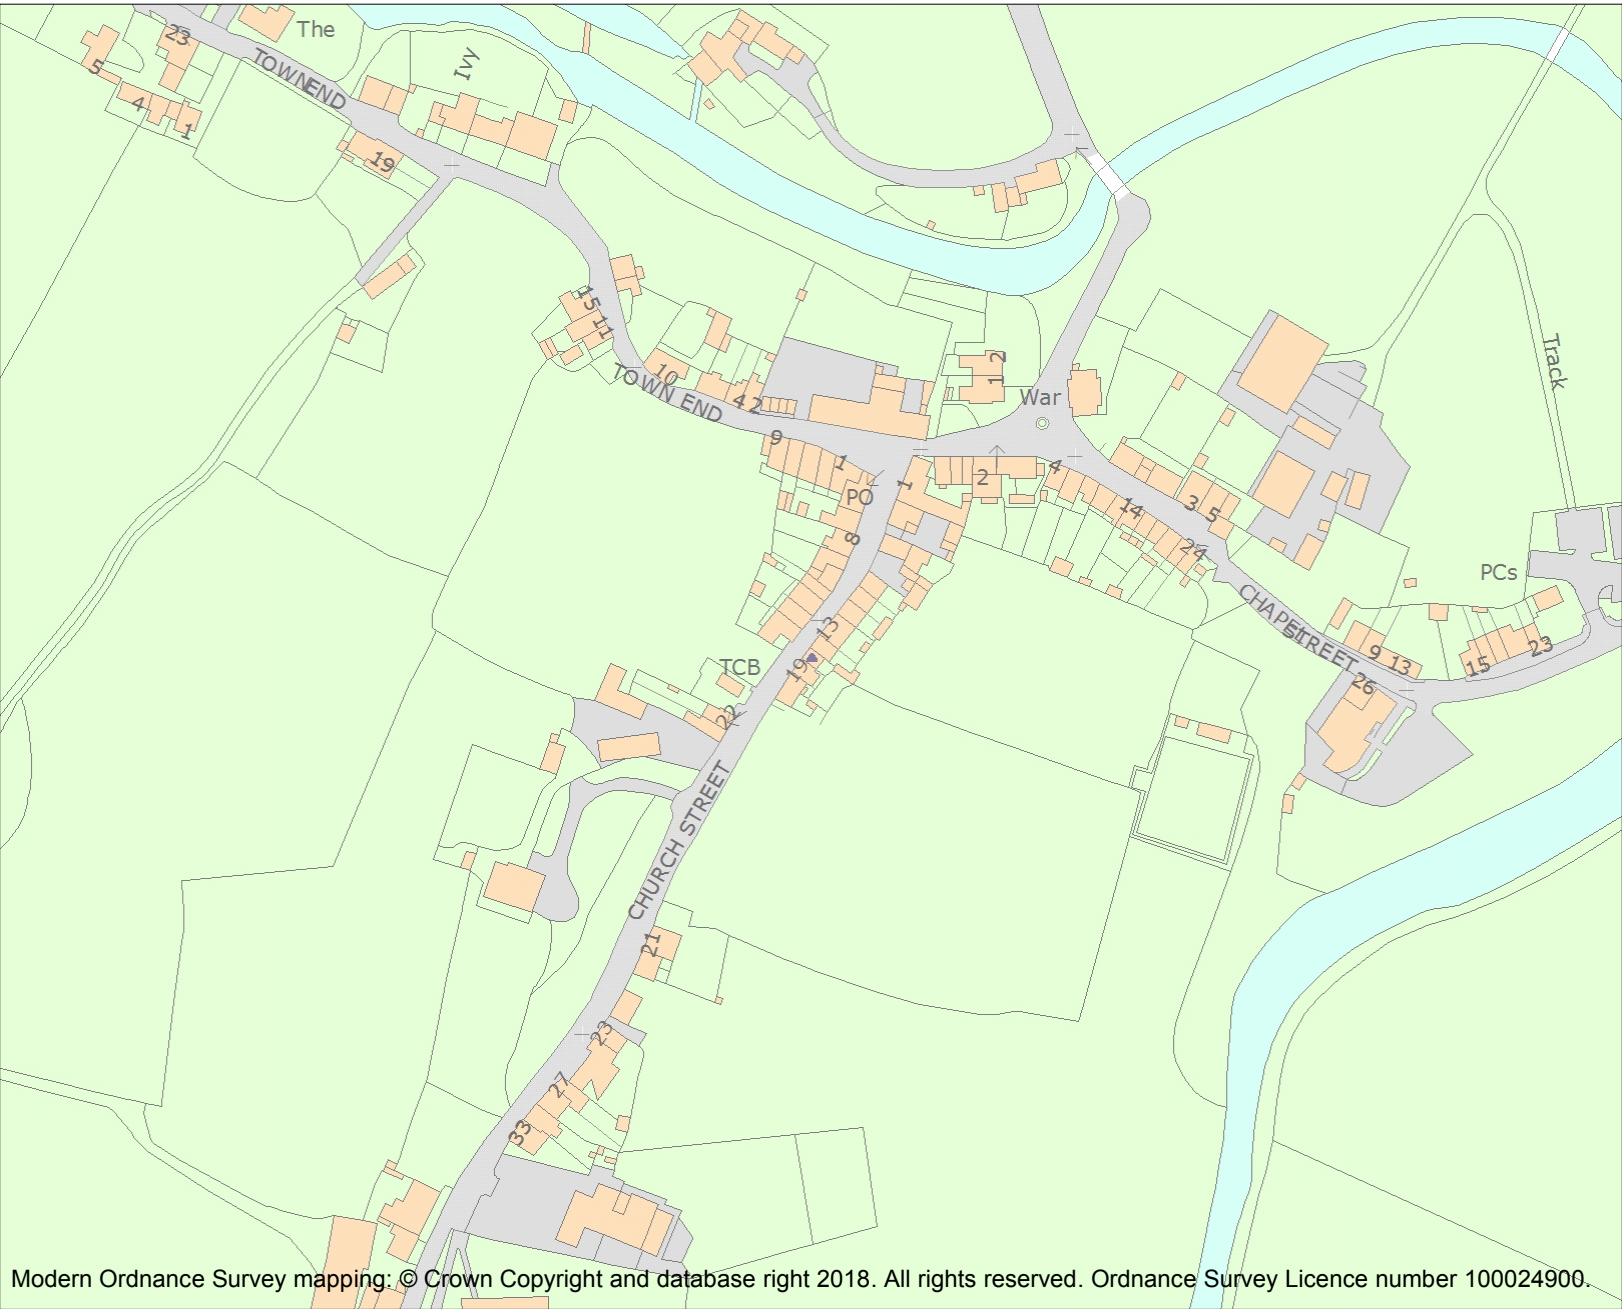 The
23
TOWN END
Ivy
5
4
1
19
15
11
TOWN END
10
4
2
1 2
War
Track
9
1
PO
1
2
4
14
3
5
24
8
PCs
CHAPEL STREET
13
19
TCB
22
9
13
15
23
26
CHURCH STREET
21
23
27
33
Modern Ordnance Survey mapping: © Crown Copyright and database right 2018. All rights reserved. Ordnance Survey Licence number 100024900.